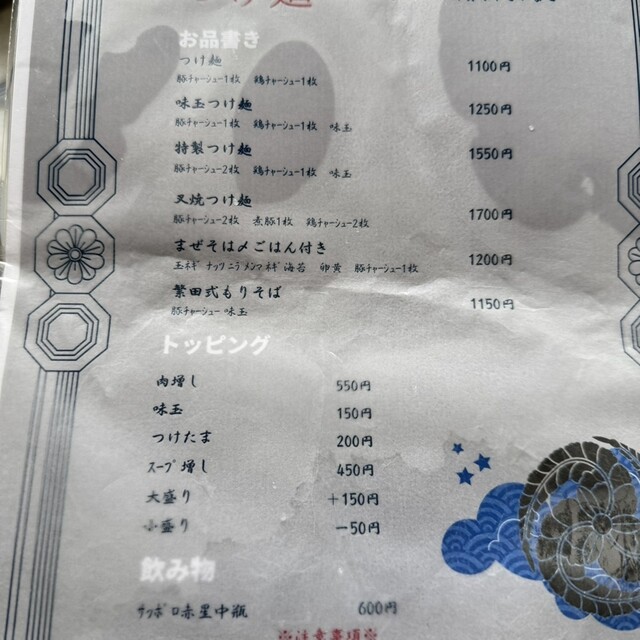 つけ麺
お品書き
つけ麺 1100円
豚チャーシュー1枚 鶏チャーシュー1枚
味玉つけ麺 1250円
豚チャーシュー1枚 鶏チャーシュー1枚 味玉
特製つけ麺 1550円
豚チャーシュー2枚 鶏チャーシュー1枚 味玉
叉焼つけ麺 1700円
豚チャーシュー2枚 煮豚1枚 鶏チャーシュー2枚
まぜそば〆ごはん付き 1200円
玉ネギ ナッツ ニラ メンマ ネギ 海苔 卵黄 豚チャーシュー1枚
繁田式もりそば 1150円
豚チャーシュー 味玉
トッピング
肉増し 550円
味玉 150円
つけたま 200円
スープ増し 450円
大盛り +150円
小盛り −50円
飲み物
サッポロ赤星中瓶 600円
※注意事項※